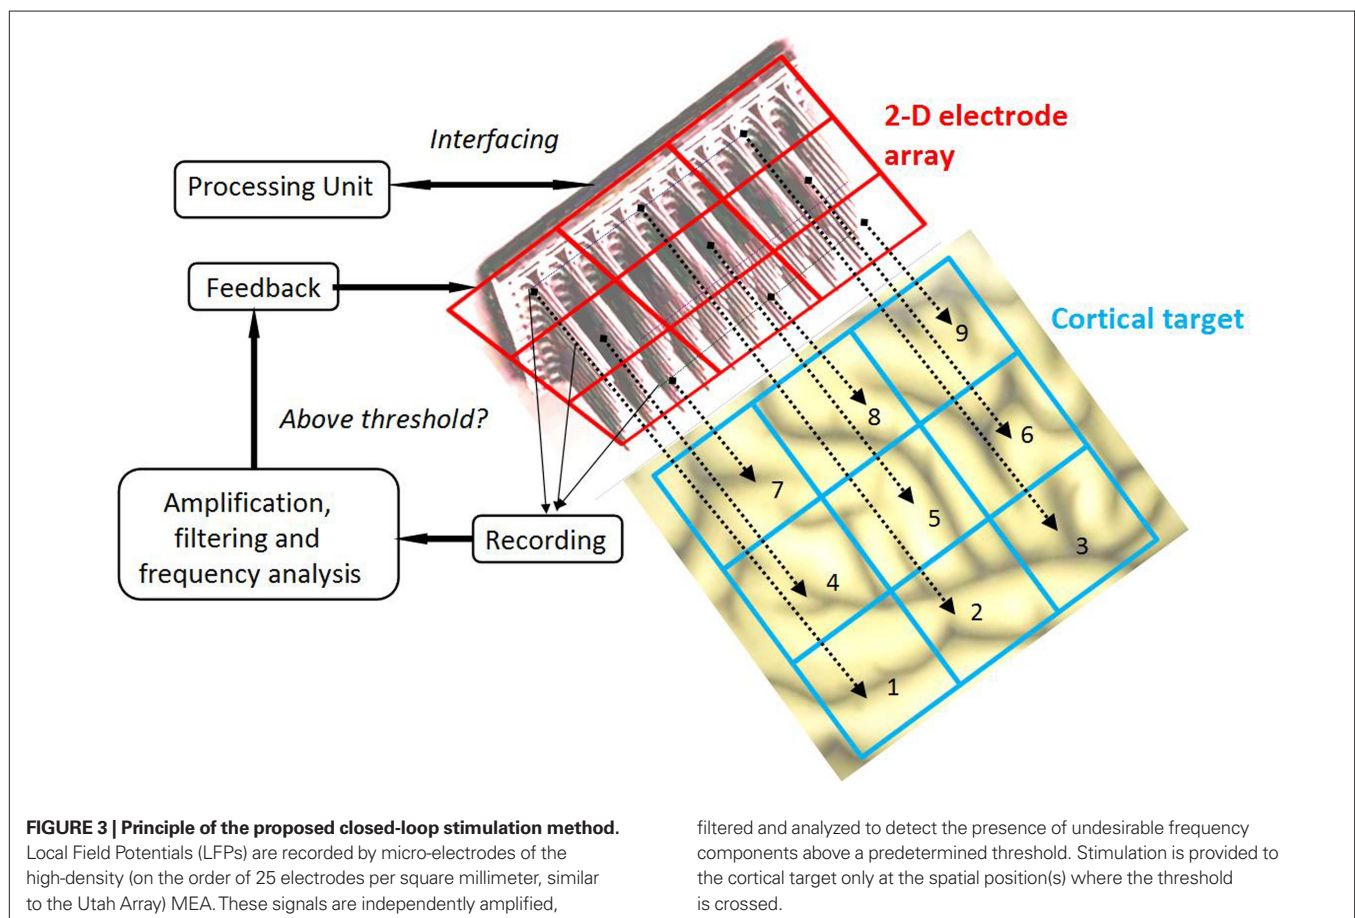 Interfacing
2-D electrode
array
Processing Unit
Feedback
Cortical target
9
Above threshold?
8
6
7
5
3
Amplification,
filtering and
frequency analysis
Recording
4
2
1
FIGURE 3 | Principle of the proposed closed-loop stimulation method.
Local Field Potentials (LFPs) are recorded by micro-electrodes of the
high-density (on the order of 25 electrodes per square millimeter, similar
to the Utah Array) MEA. These signals are independently amplified,
filtered and analyzed to detect the presence of undesirable frequency
components above a predetermined threshold. Stimulation is provided to
the cortical target only at the spatial position(s) where the threshold
is crossed.